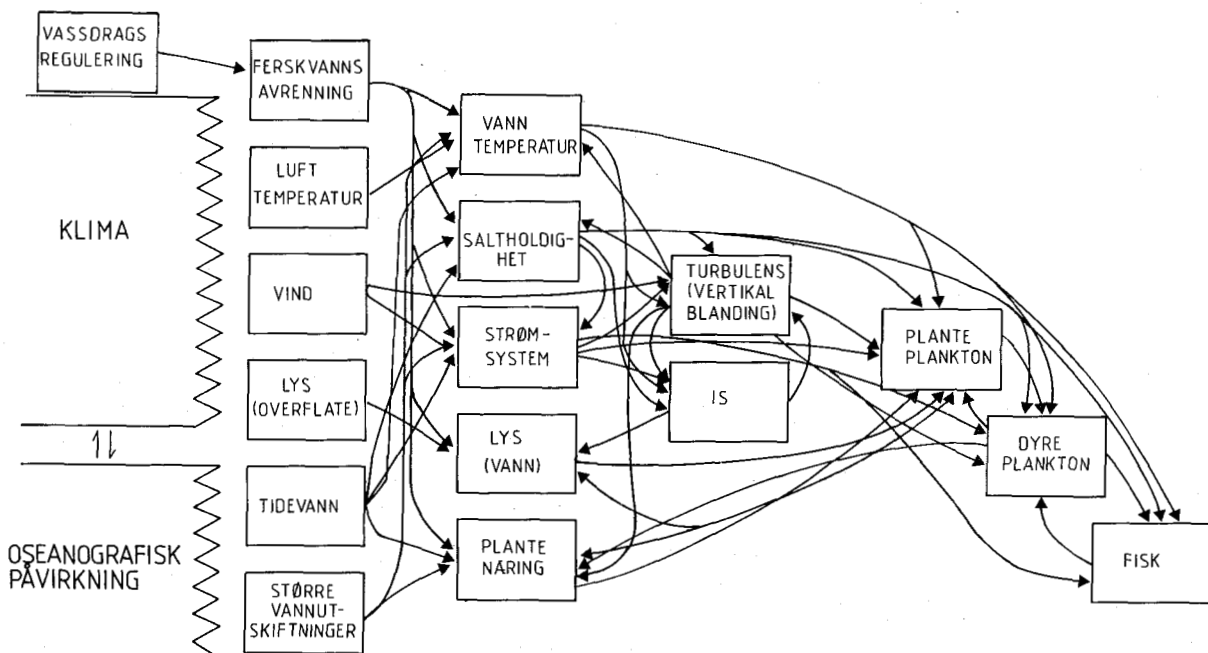 VASSDRAGS
REGULERING
FERSKVANNS
AVRENNING
KLIMA
LUFT
TEMPERATUR
VIND
LYS
(OVERFLATE)
OSEANOGRAFISK
PÅVIRKNING
TIDEVANN
STØRRE
VANNUT-
SKIFTNINGER
VANN
TEMPERATUR
SALTHOLDIG-
HET
STRØM-
SYSTEM
LYS
(VANN)
PLANTE
NÆRING
TURBULENS
(VERTIKAL
BLANDING)
IS
PLANTE
PLANKTON
DYRE
PLANKTON
FISK